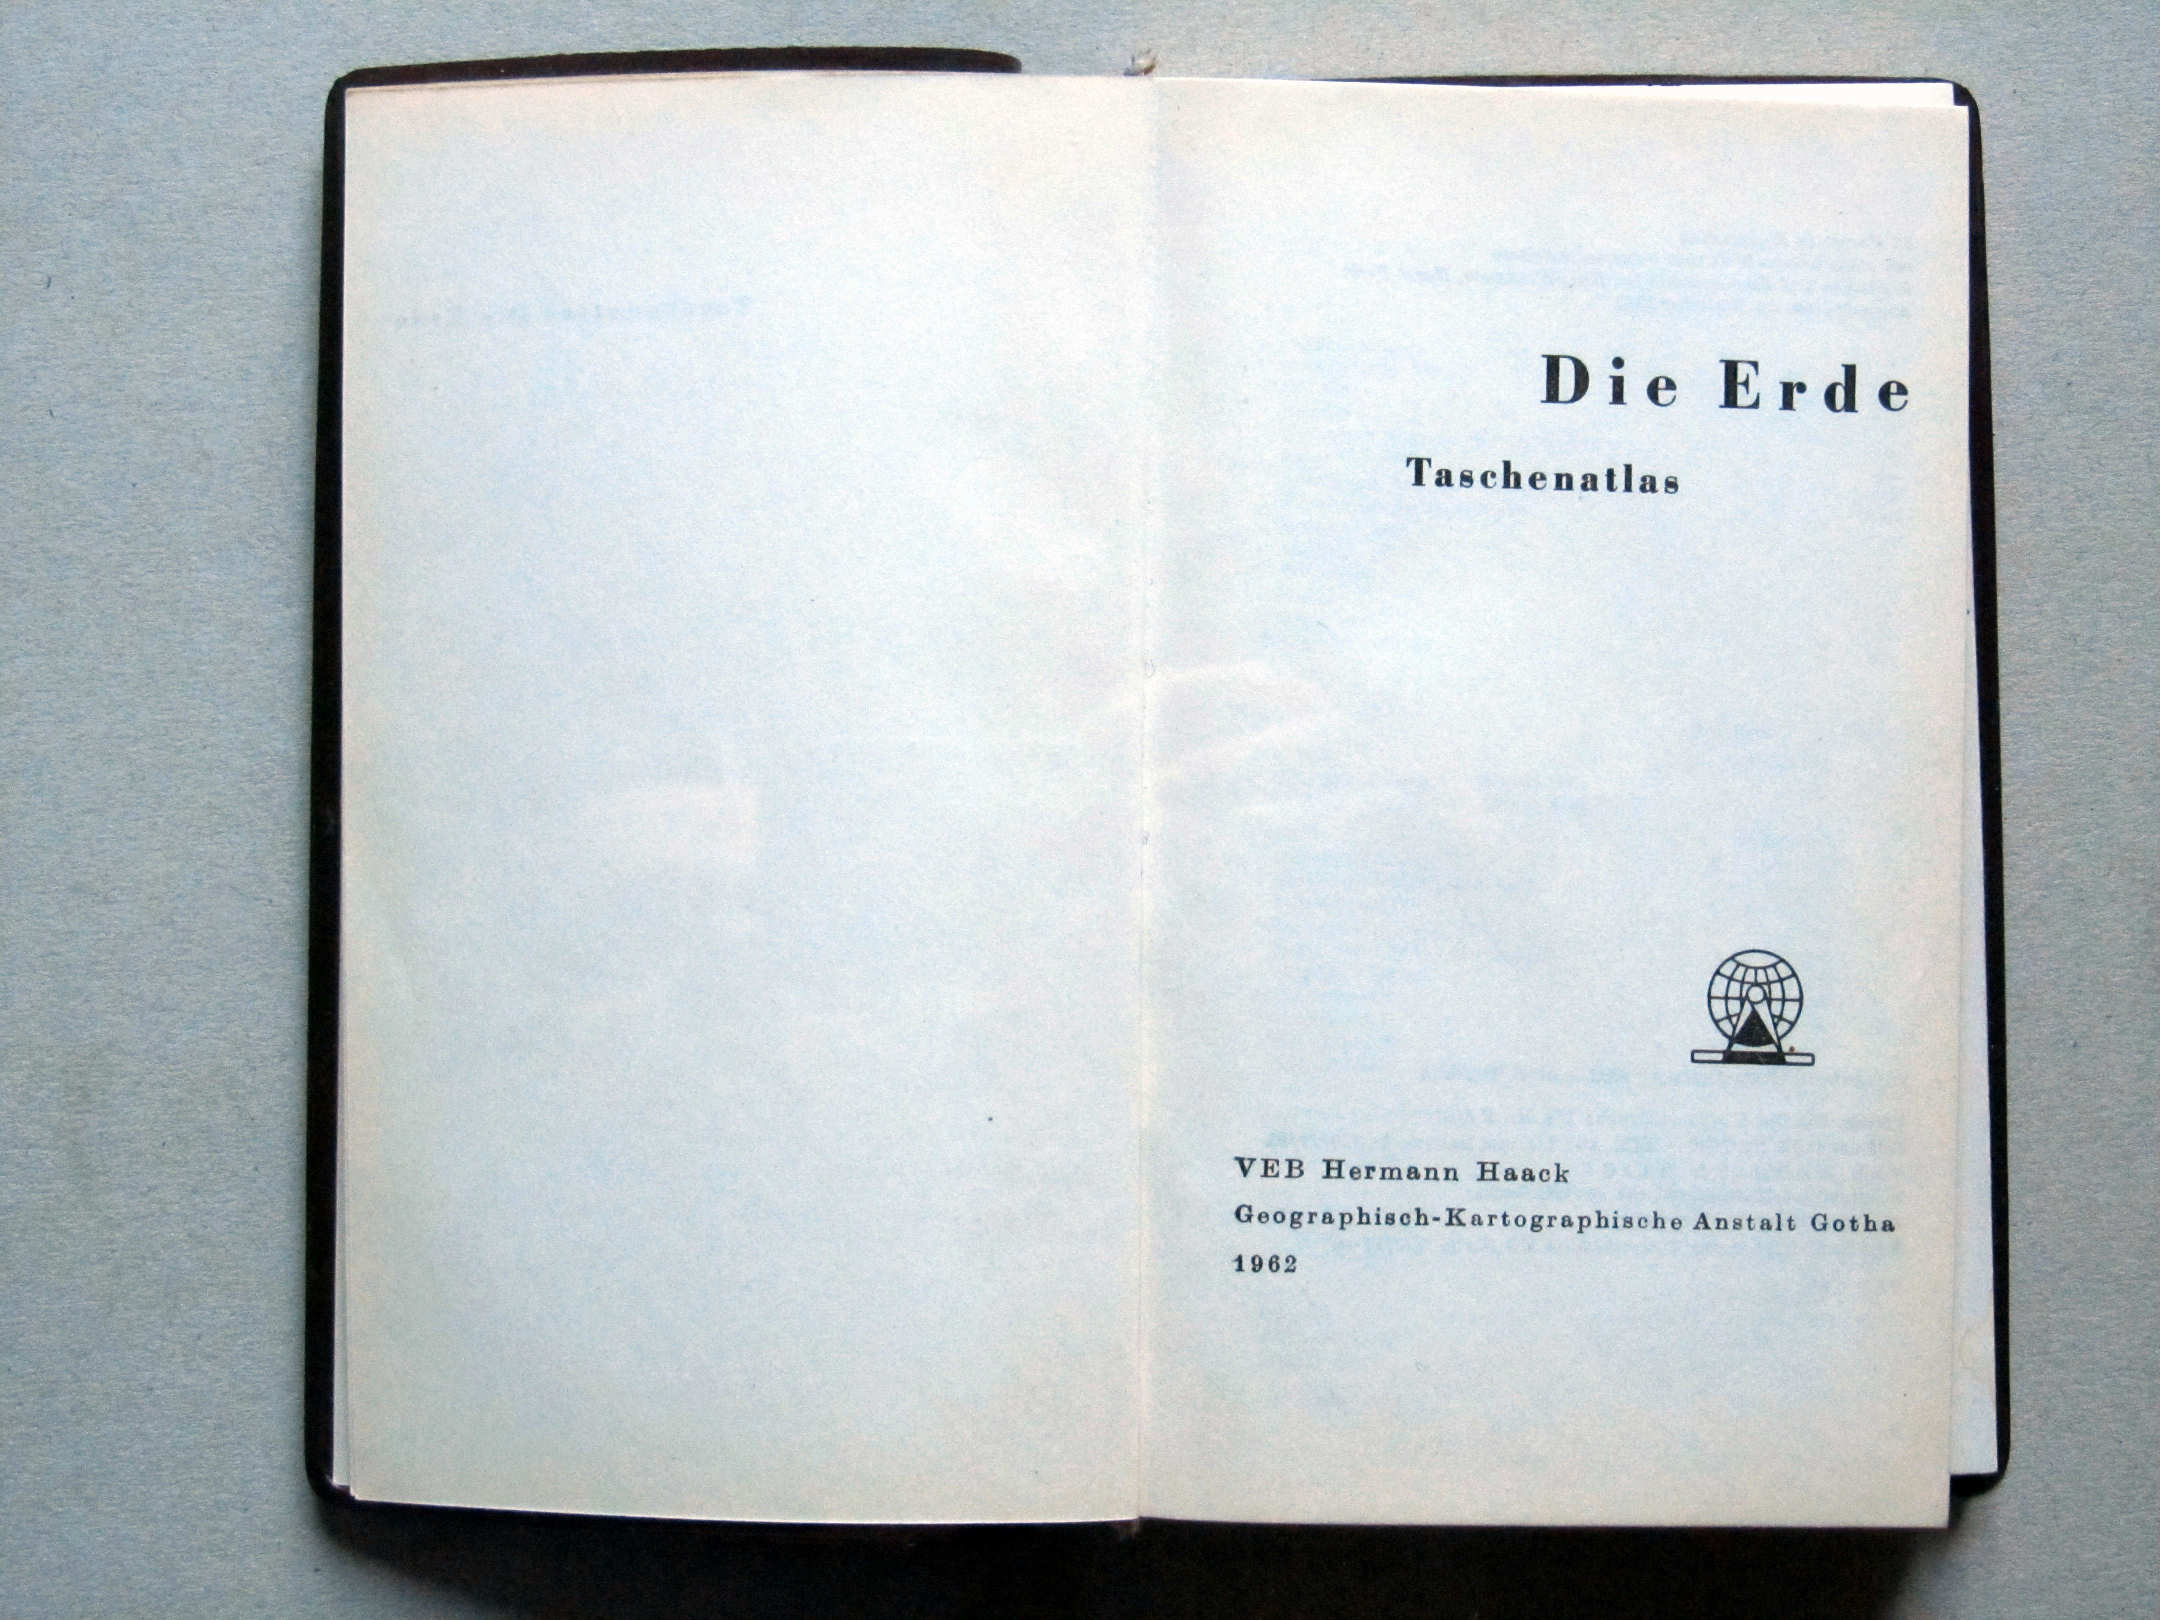 Die Erde
Taschenatlas
VEB Hermann Haack
Geographisch-Kartographische Anstalt Gotha
1962